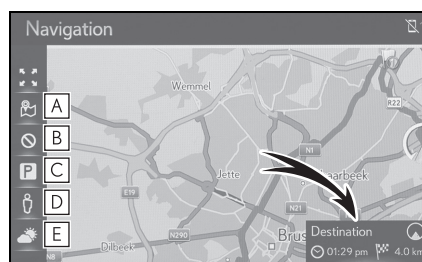 Navigation
Wemmel
A
R22
B
N1
C
Jette
aarbeek
E19
D
N21
Destination
N290
Brus
E
01:29 pm 4.0 km
Dilbeek
N8